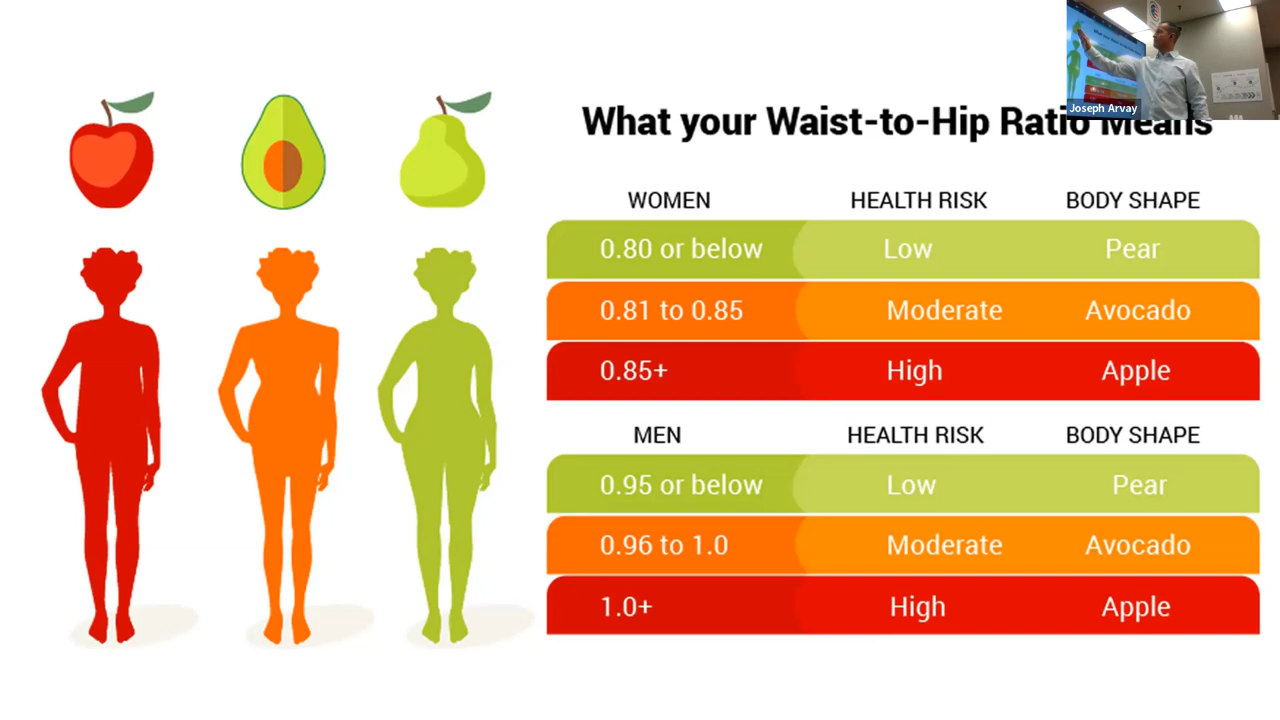 Joseph Arvay
What your Waist-to-Hip Ratio Means
WOMEN HEALTH RISK BODY SHAPE
0.80 or below Low Pear
0.81 to 0.85 Moderate Avocado
0.85+ High Apple
MEN HEALTH RISK BODY SHAPE
0.95 or below Low Pear
0.96 to 1.0 Moderate Avocado
1.0+ High Apple